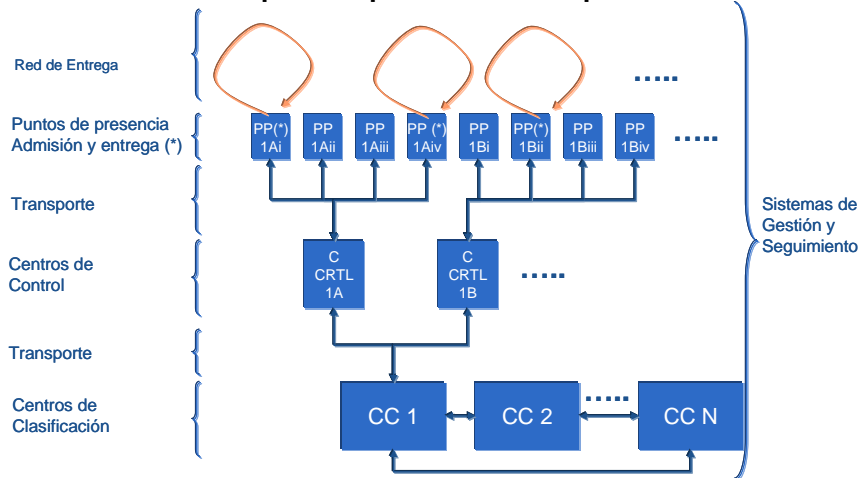 Red de Entrega
.....
Puntos de presencia
Admisión y entrega (*)
PP(*)
1Ai
PP
1Aii
PP
1Aiii
PP (*)
1Aiv
PP
1Bi
PP(*)
1Bii
PP
1Biii
PP
1Biv
.....
Transporte
Sistemas de
Gestión y
Seguimiento
Centros de
Control
C
CRTL
1A
C
CRTL
1B
.....
Transporte
Centros de
Clasificación
CC 1
CC 2
.....
CC N